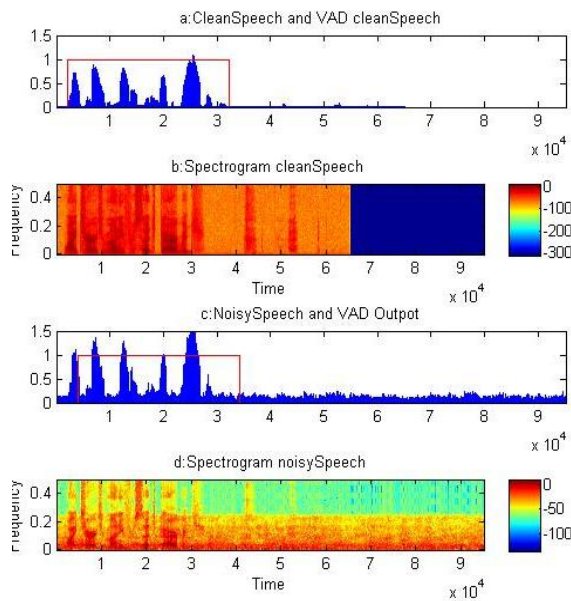 a:CleanSpeech and VAD cleanSpeech
1.5
1
0.5
0
1 2 3 4 5 6 7 8 9
Time
x 10^4
b:Spectrogram cleanSpeech
Frequency
0.4
0.2
0
0
-100
-200
-300
1 2 3 4 5 6 7 8 9
Time
x 10^4
c:NoisySpeech and VAD Outpot
1.5
1
0.5
0
1 2 3 4 5 6 7 8 9
x 10^4
d:Spectrogram noisySpeech
Frequency
0.4
0.2
0
0
-50
-100
1 2 3 4 5 6 7 8 9
Time
x 10^4